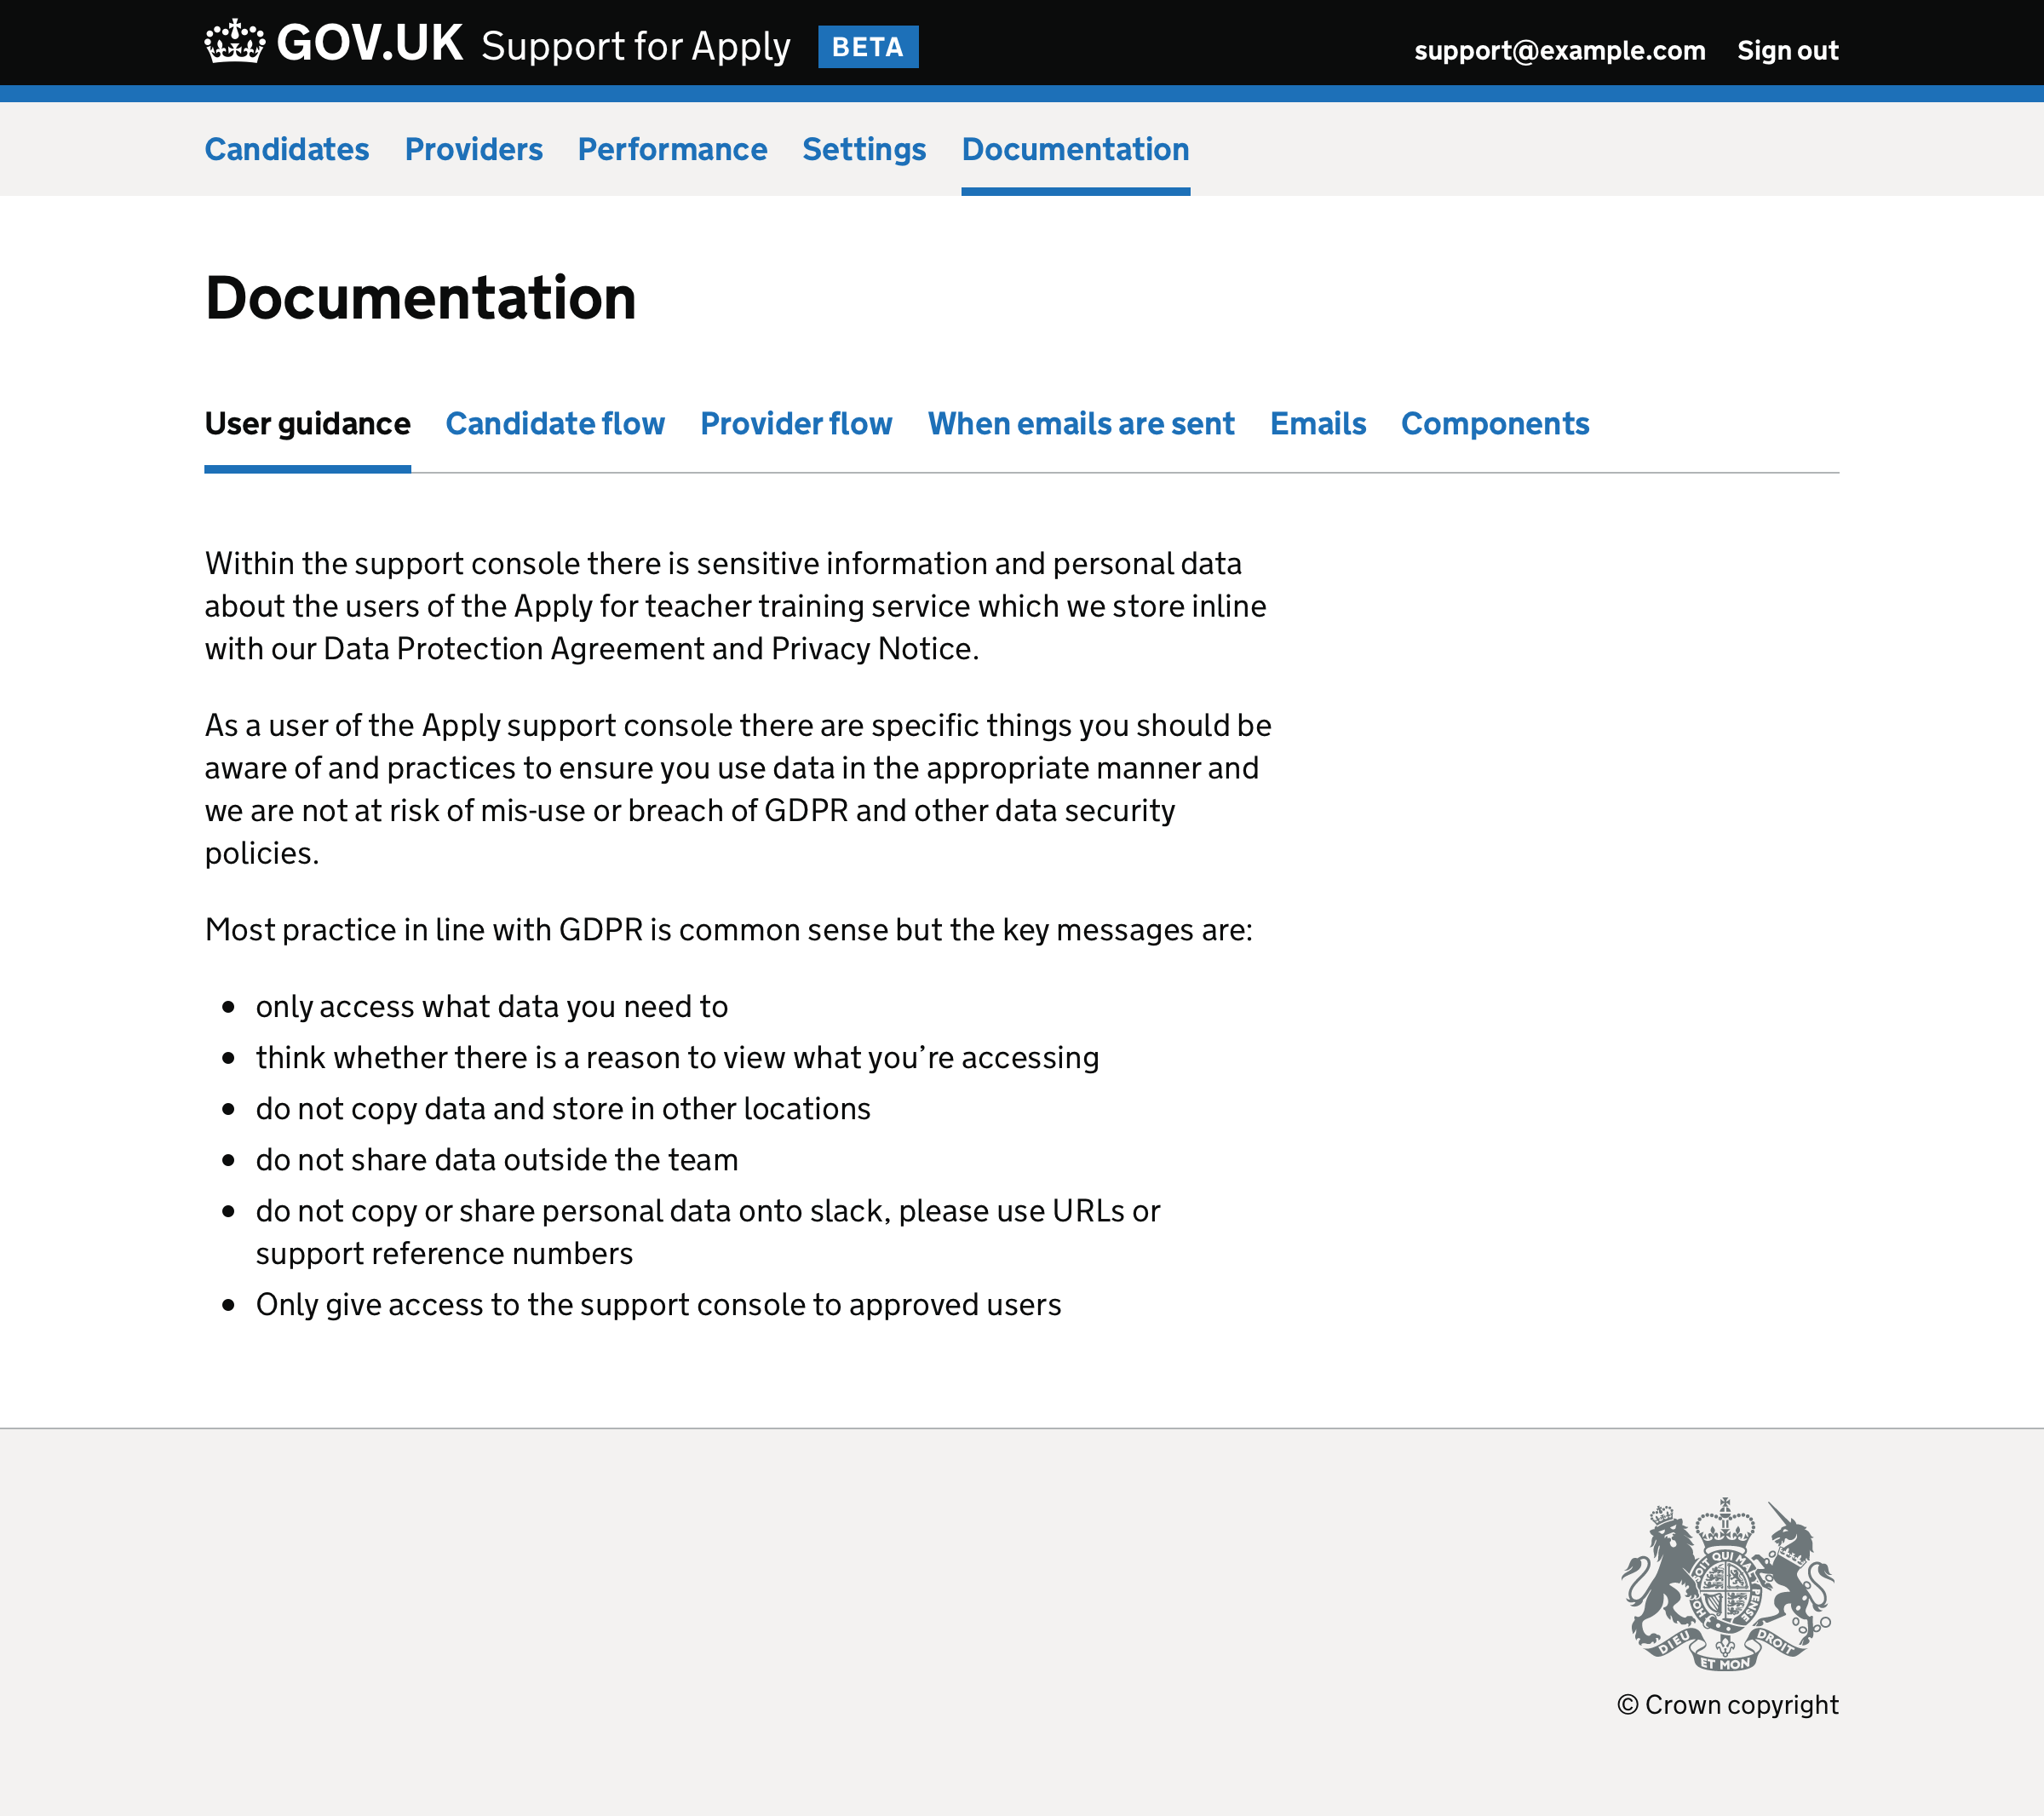 GOV.UK Support for Apply BETA support@example.com Sign out
Candidates Providers Performance Settings Documentation
Documentation
User guidance Candidate flow Provider flow When emails are sent Emails Components
Within the support console there is sensitive information and personal data
about the users of the Apply for teacher training service which we store inline
with our Data Protection Agreement and Privacy Notice.
As a user of the Apply support console there are specific things you should be
aware of and practices to ensure you use data in the appropriate manner and
we are not at risk of mis-use or breach of GDPR and other data security
policies.
Most practice in line with GDPR is common sense but the key messages are:
• only access what data you need to
• think whether there is a reason to view what you’re accessing
• do not copy data and store in other locations
• do not share data outside the team
• do not copy or share personal data onto slack, please use URLs or
support reference numbers
• Only give access to the support console to approved users
SOIT QUI MAL Y PENSE
DIEU ET MON DROIT
© Crown copyright